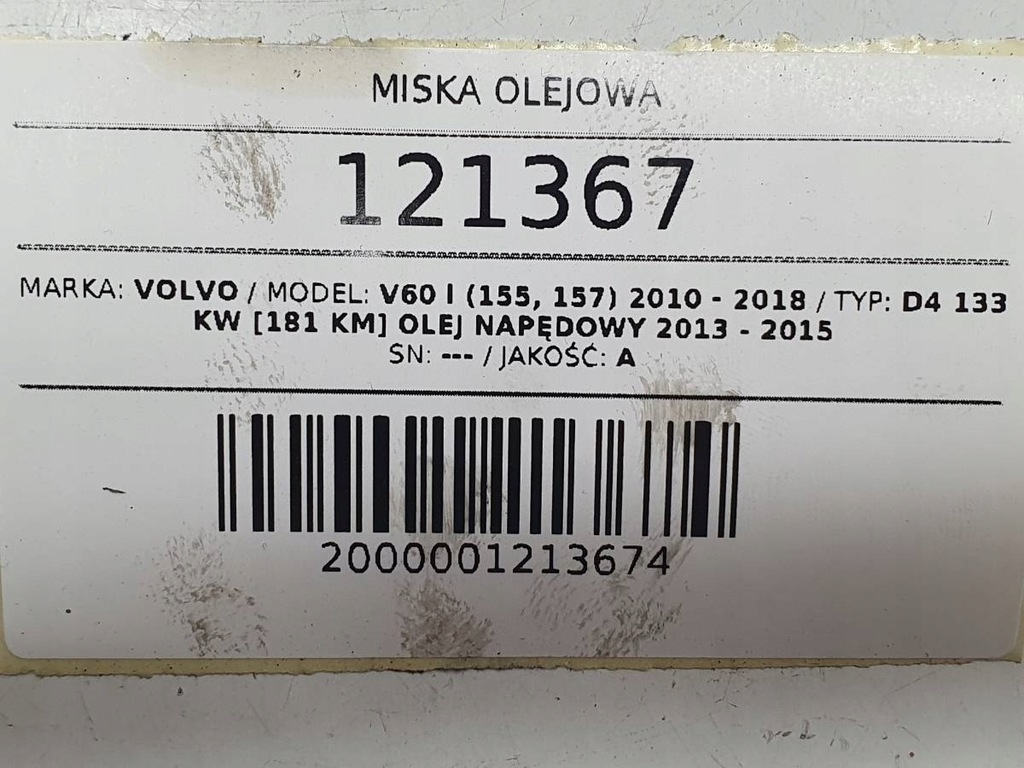 MISKA OLEJOWA
121367
MARKA: VOLVO / MODEL: V60 I (155, 157) 2010 - 2018 / TYP: D4 133
KW [181 KM] OLEJ NAPĘDOWY 2013 - 2015
SN: --- / JAKOŚĆ: A
2000001213674